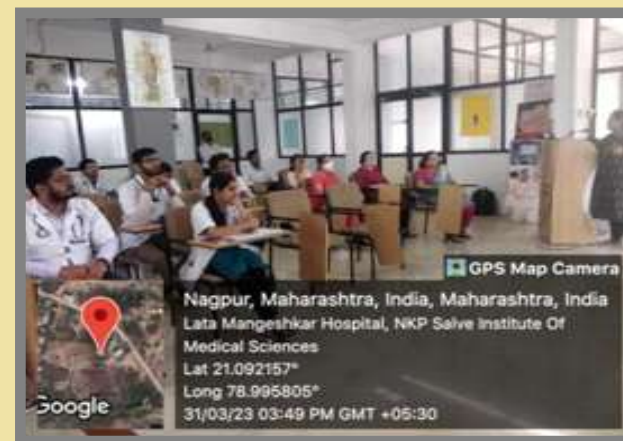 GPS Map Camera
Nagpur, Maharashtra, India, Maharashtra, India
Lata Mangeshkar Hospital, NKP Salve Institute Of
Medical Sciences
Lat 21.092157°
Long 78.995805°
31/03/23 03:49 PM GMT +05:30
Google